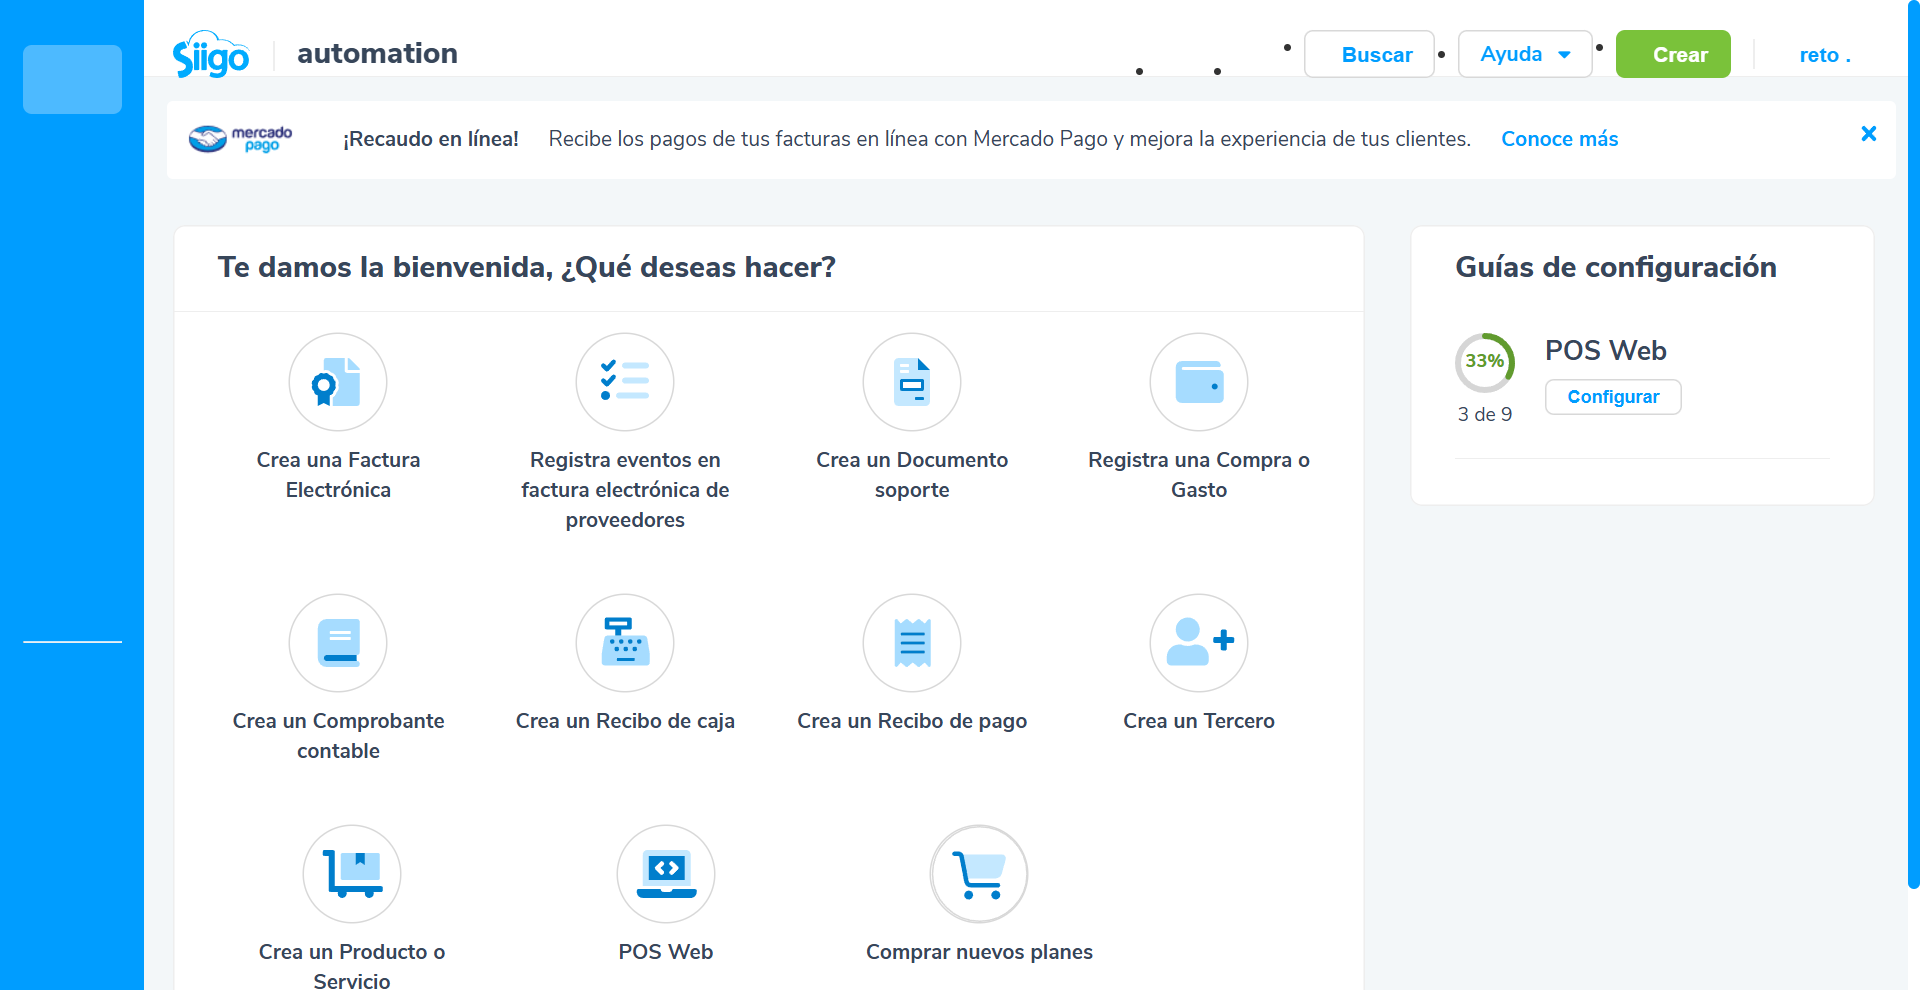 Siigo
automation
Buscar
Ayuda
Crear
reto .
mercado
pago
¡Recaudo en línea! Recibe los pagos de tus facturas en línea con Mercado Pago y mejora la experiencia de tus clientes. Conoce más
Te damos la bienvenida, ¿Qué deseas hacer?
Crea una Factura
Electrónica
Registra eventos en
factura electrónica de
proveedores
Crea un Documento
soporte
Registra una Compra o
Gasto
Crea un Comprobante
contable
Crea un Recibo de caja
Crea un Recibo de pago
Crea un Tercero
Crea un Producto o
Servicio
POS Web
Comprar nuevos planes
Guías de configuración
33%
3 de 9
POS Web
Configurar